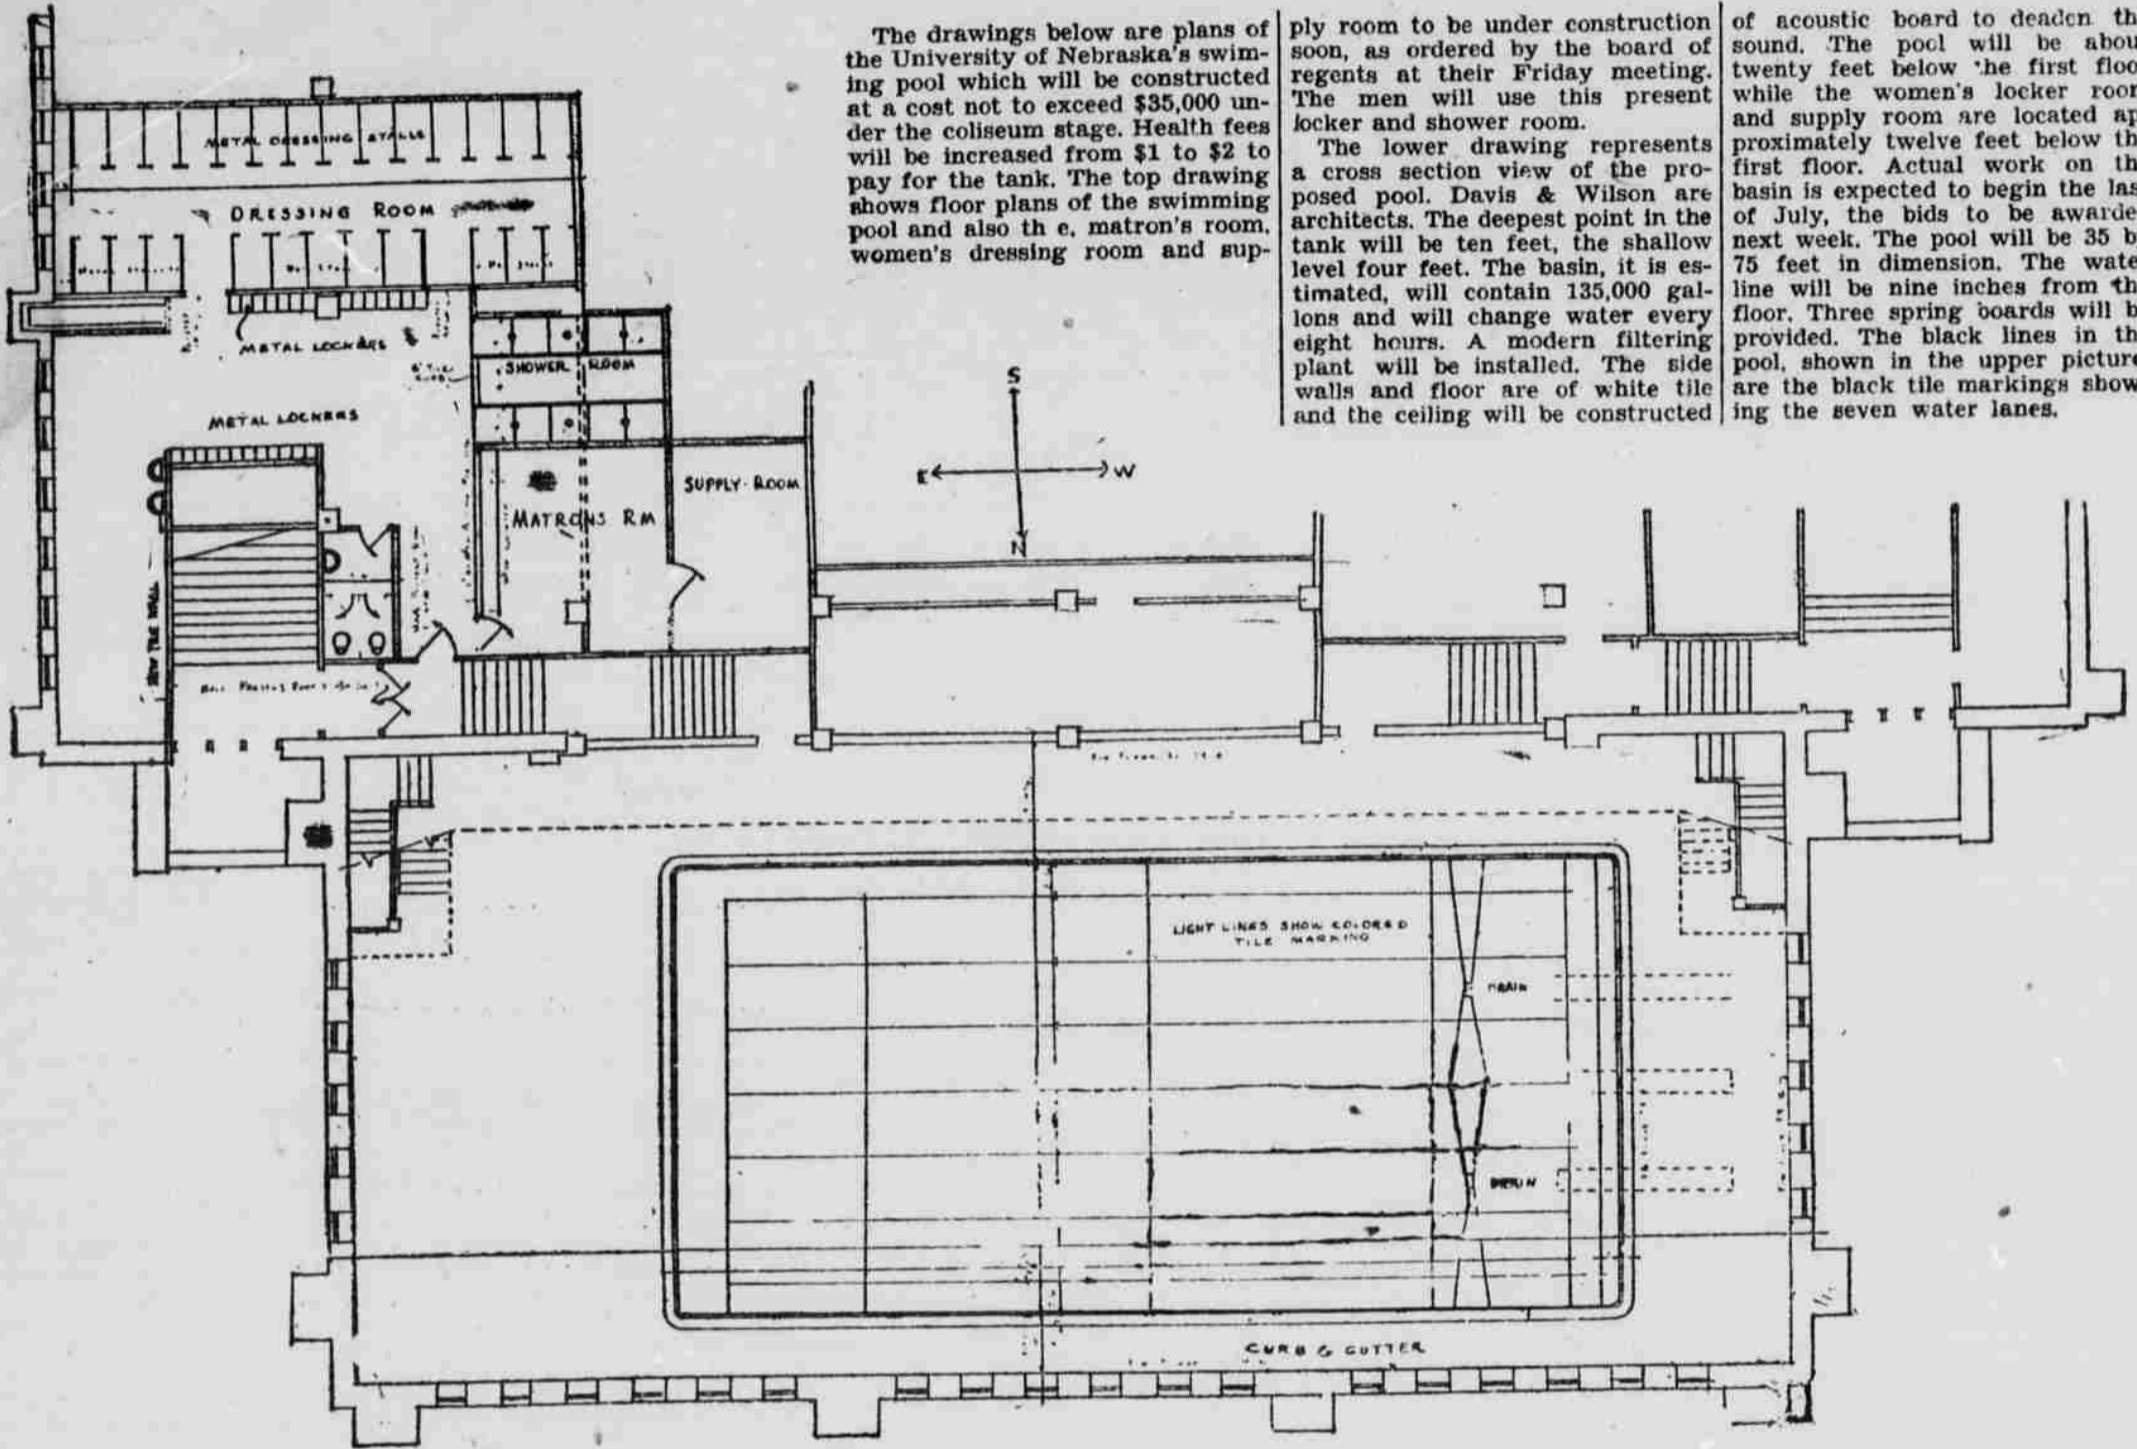 The drawings below are plans of
the University of Nebraska's swim-
ing pool which will be constructed
at a cost not to exceed $35,000 un-
der the coliseum stage. Health fees
will be increased from $1 to $2 to
pay for the tank. The top drawing
shows floor plans of the swimming
pool and also th e. matron's room.
women's dressing room and sup-
ply room to be under construction
soon, as ordered by the board of
regents at their Friday meeting.
The men will use this present
locker and shower room.
The lower drawing represents
a cross section view of the pro-
posed pool. Davis & Wilson are
architects. The deepest point in the
tank will be ten feet, the shallow
level four feet. The basin, it is es-
timated, will contain 135,000 gal-
lons and will change water every
eight hours. A modern filtering
plant will be installed. The side
walls and floor are of white tile
and the ceiling will be constructed
of acoustic board to deaden th
sound. The pool will be abou
twenty feet below the first floo
while the women's locker roor
and supply room are located ap
proximately twelve feet below th
first floor. Actual work on th
basin is expected to begin the las
of July, the bids to be awarde
next week. The pool will be 35 b
75 feet in dimension. The wate
line will be nine inches from th
floor. Three spring boards will b
provided. The black lines in th
pool, shown in the upper picture
are the black tile markings show
ing the seven water lanes.
METAL DRESSING STALLS
DRESSING ROOM
METAL LOCKERS
SHOWER ROOM
METAL LOCKERS
S
E W
N
SUPPLY ROOM
MATRONS RM
NEW TILE WALL
LIGHT LINES SHOW COLORED
TILE MARKING
DRAIN
DRAIN
CURB & GUTTER